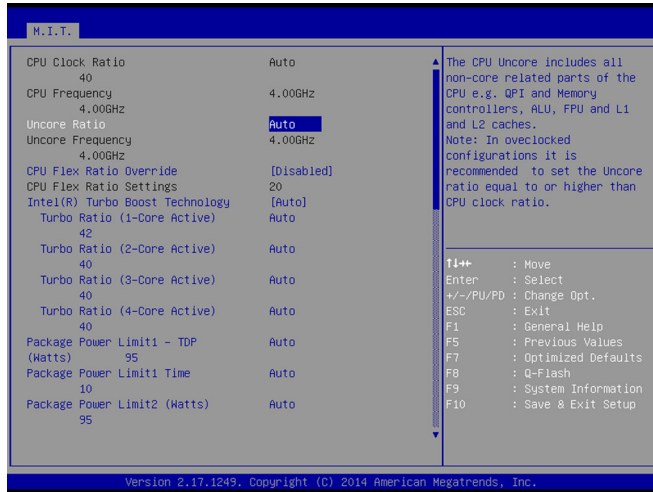 M.I.T.
CPU Clock Ratio Auto
40
CPU Frequency 4.00GHz
4.00GHz
Uncore Ratio Auto
Uncore Frequency 4.00GHz
4.00GHz
CPU Flex Ratio Override [Disabled]
CPU Flex Ratio Settings 20
Intel(R) Turbo Boost Technology [Auto]
Turbo Ratio (1-Core Active) Auto
42
Turbo Ratio (2-Core Active) Auto
40
Turbo Ratio (3-Core Active) Auto
40
Turbo Ratio (4-Core Active) Auto
40
Package Power Limit1 - TDP Auto
(Watts) 95
Package Power Limit1 Time Auto
10
Package Power Limit2 (Watts) Auto
95
The CPU Uncore includes all
non-core related parts of the
CPU e.g. QPI and Memory
controllers, ALU, FPU and L1
and L2 caches.
Note: In oveclocked
configurations it is
recommended to set the Uncore
ratio equal to or higher than
CPU clock ratio.
↑↓→← : Move
Enter : Select
+/-/PU/PD : Change Opt.
ESC : Exit
F1 : General Help
F5 : Previous Values
F7 : Optimized Defaults
F8 : Q-Flash
F9 : System Information
F10 : Save & Exit Setup
Version 2.17.1249. Copyright (C) 2014 American Megatrends, Inc.